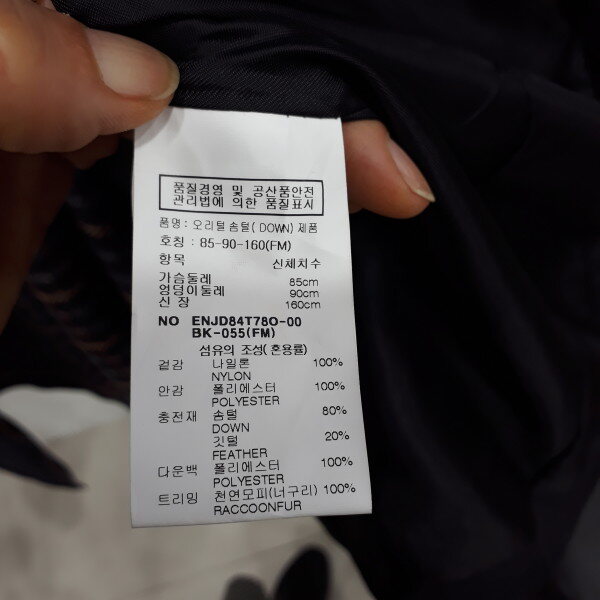 품질경영 및 공산품안전
관리법에 의한 품질표시
품명: 오리털솜털( DOWN) 제품
호칭 : 85-90-160(FM)
항목 신체치수
가슴둘레 85cm
엉덩이둘레 90cm
신 장 160cm
NO ENJD84T780-00
BK-055(FM)
섬유의 조성( 혼용률)
겉감 나일론 100%
NYLON
안감 폴리에스터 100%
POLYESTER
충전재 솜털 80%
DOWN
깃털 20%
FEATHER
다운백 폴리에스터 100%
POLYESTER
트리밍 천연모피(너구리) 100%
RACCOONFUR